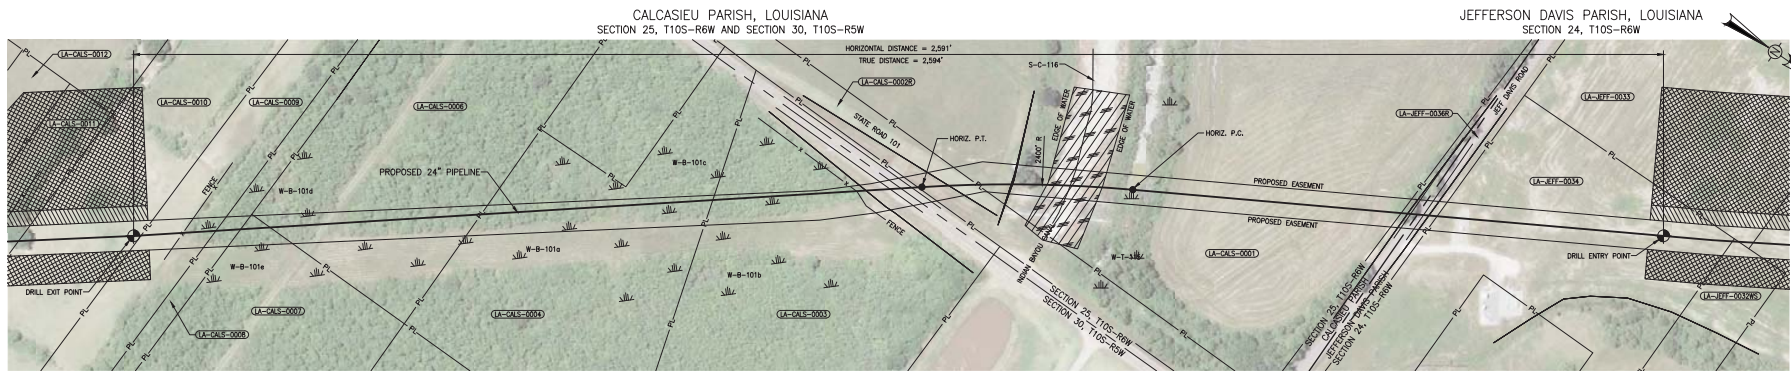 CALCASIEU PARISH, LOUISIANA
SECTION 25, T10S-R6W AND SECTION 30, T10S-R5W
JEFFERSON DAVIS PARISH, LOUISIANA
SECTION 24, T10S-R6W
N
HORIZONTAL DISTANCE = 2,591'
TRUE DISTANCE = 2,594'
LA-CALS-0012
LA-CALS-0011
LA-CALS-0010
LA-CALS-0009
LA-CALS-0006
LA-CALS-0002R
S-C-116
EDGE OF WATER
EDGE OF WATER
2400' R
STATE ROAD 101
HORIZ. P.T.
HORIZ. P.C.
LA-JEFF-0036R
JEFF DAVIS ROAD
LA-JEFF-0033
LA-JEFF-0034
PROPOSED 24" PIPELINE
W-B-101c
W-B-101d
FENCE
PROPOSED EASEMENT
PROPOSED EASEMENT
FENCE
W-B-101a
W-B-101e
W-B-101b
INDIAN BAYOU
LA-CALS-0001
DRILL ENTRY POINT
DRILL EXIT POINT
LA-CALS-0008
LA-CALS-0007
LA-CALS-0004
LA-CALS-0003
SECTION 25, T10S-R6W
SECTION 30, T10S-R5W
SECTION 25, T10S-R6W
CALCASIEU PARISH
JEFFERSON DAVIS PARISH
SECTION 24, T10S-R6W
LA-JEFF-0032WS
PL